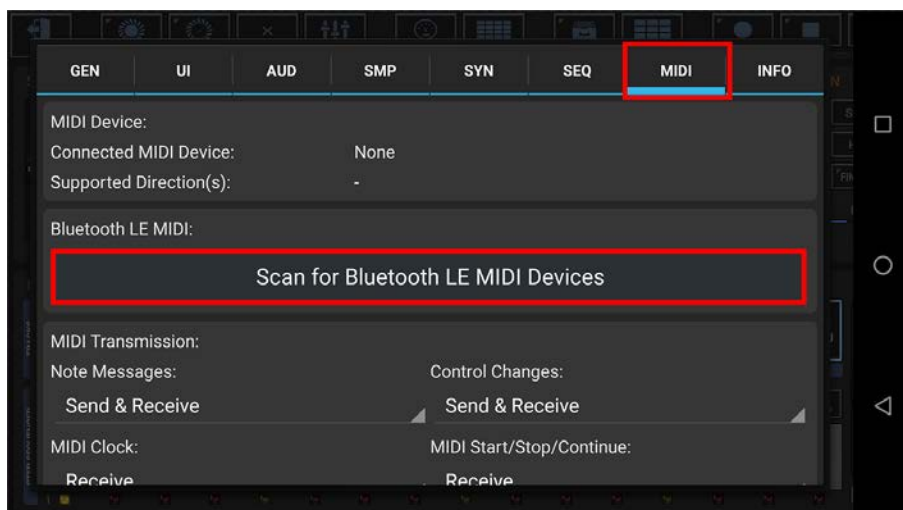 GEN UI AUD SMP SYN SEQ MIDI INFO
MIDI Device:
Connected MIDI Device: None
Supported Direction(s): -
Bluetooth LE MIDI:
Scan for Bluetooth LE MIDI Devices
MIDI Transmission:
Note Messages: Control Changes:
Send & Receive Send & Receive
MIDI Clock: MIDI Start/Stop/Continue:
Receive Receive